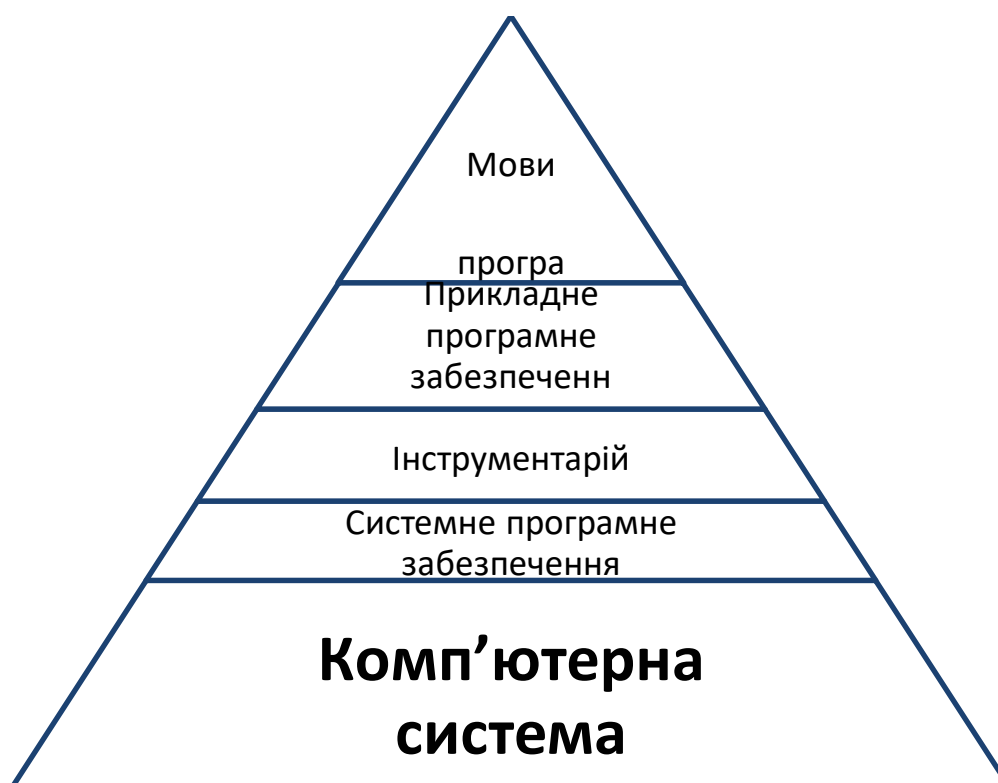 Мови
програ
Прикладне
програмне
забезпеченн
Інструментарій
Системне програмне
забезпечення
Комп’ютерна
система